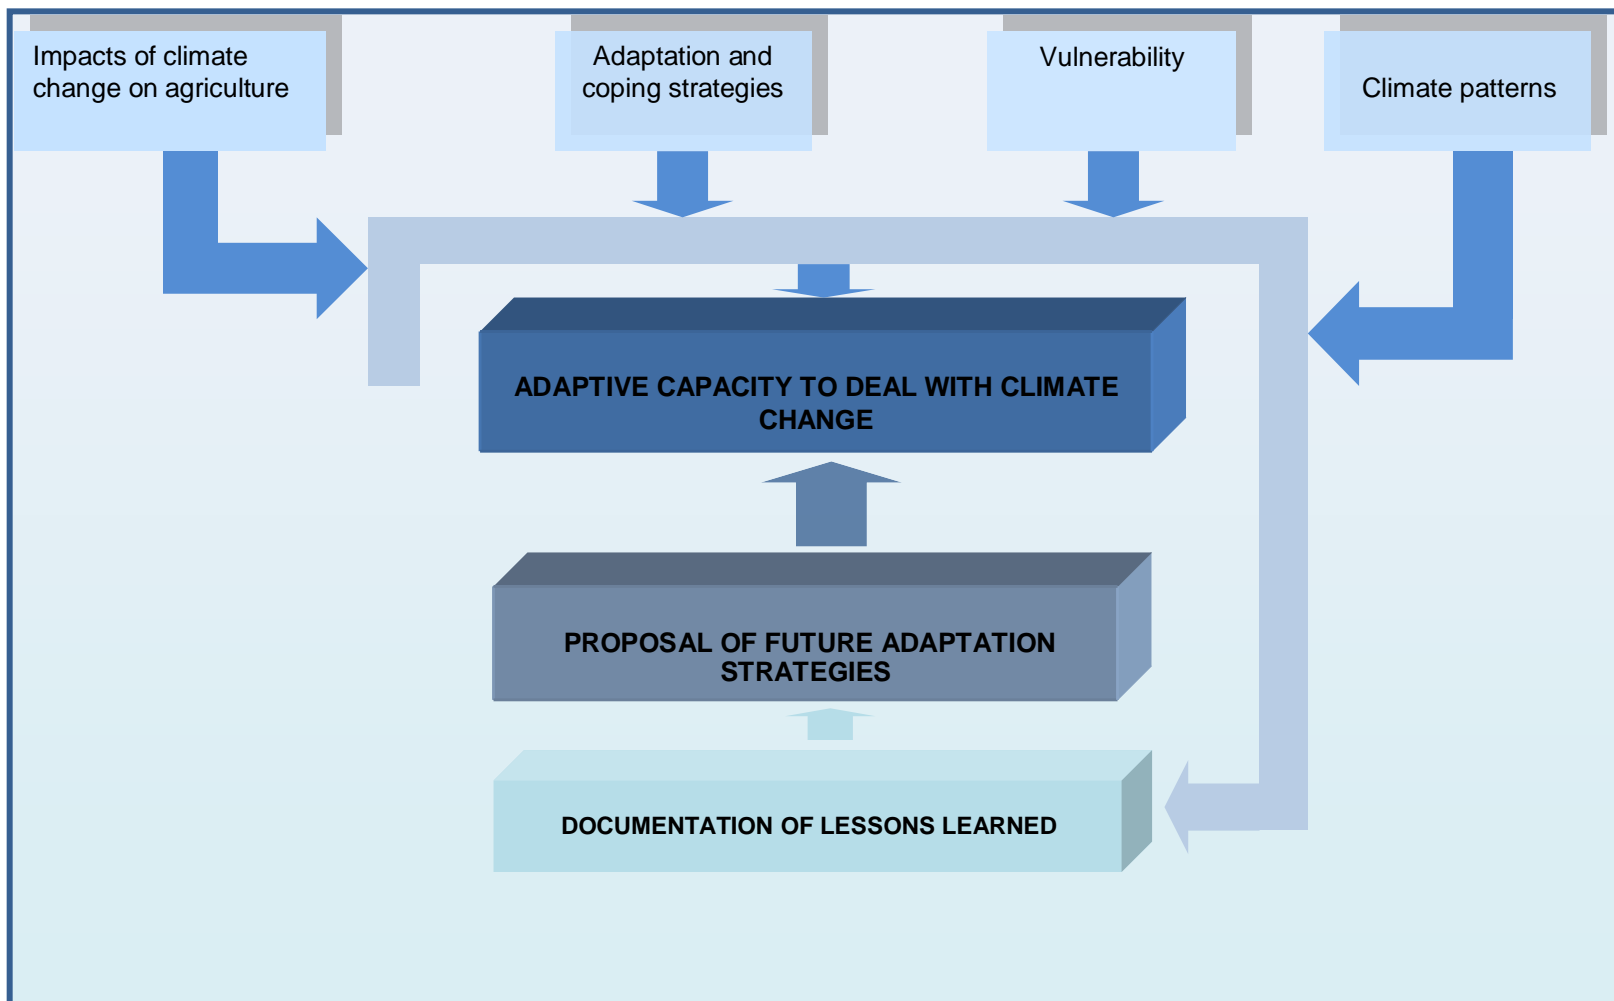 Impacts of climate
change on agriculture
Adaptation and
coping strategies
Vulnerability
Climate patterns
ADAPTIVE CAPACITY TO DEAL WITH CLIMATE
CHANGE
PROPOSAL OF FUTURE ADAPTATION
STRATEGIES
DOCUMENTATION OF LESSONS LEARNED